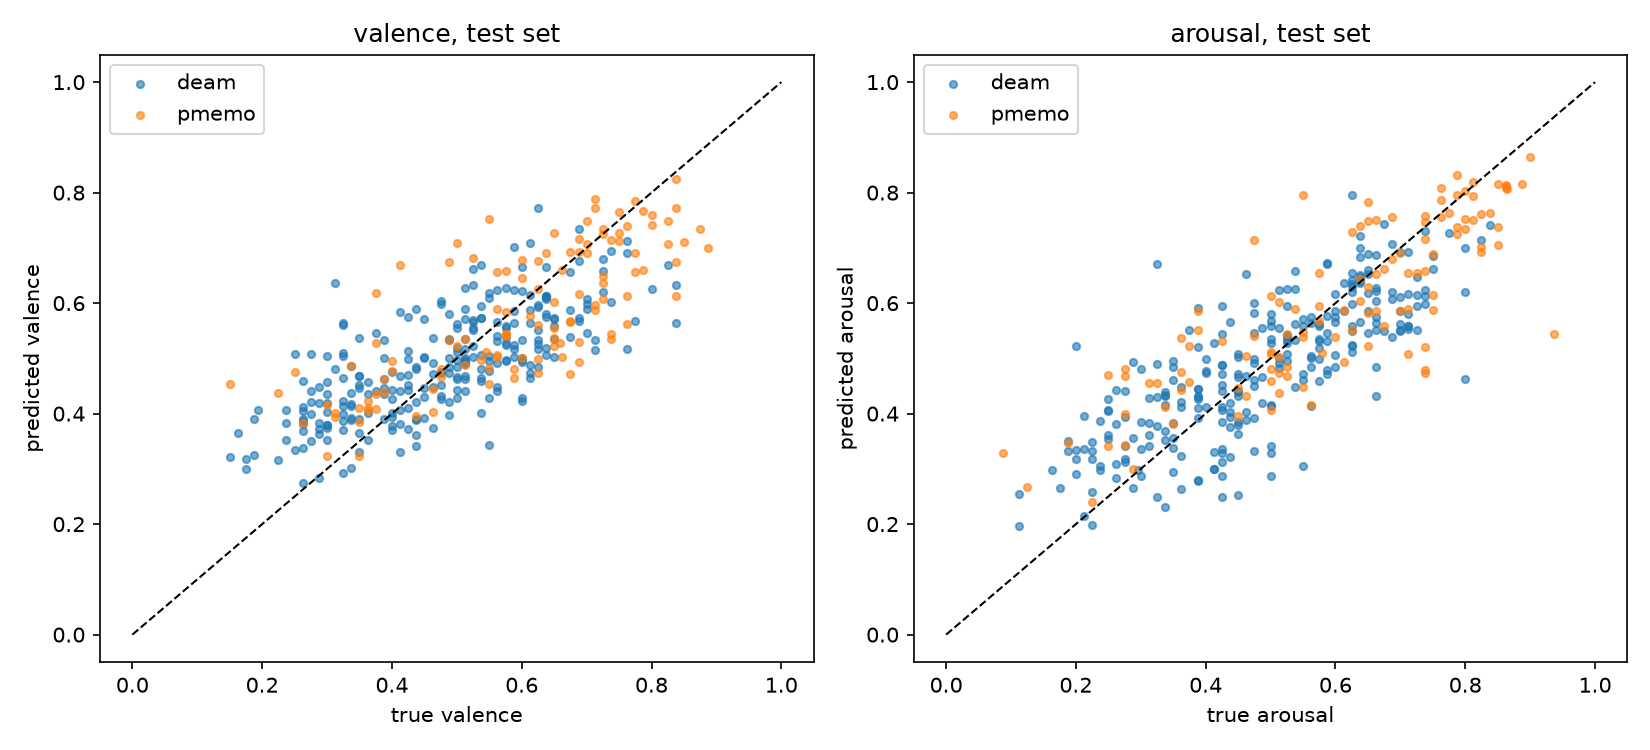 valence, test set
deam
pmemo
1.0
0.8
0.6
0.4
0.2
0.0
predicted valence
0.0 0.2 0.4 0.6 0.8 1.0
true valence
arousal, test set
deam
pmemo
1.0
0.8
0.6
0.4
0.2
0.0
predicted arousal
0.0 0.2 0.4 0.6 0.8 1.0
true arousal